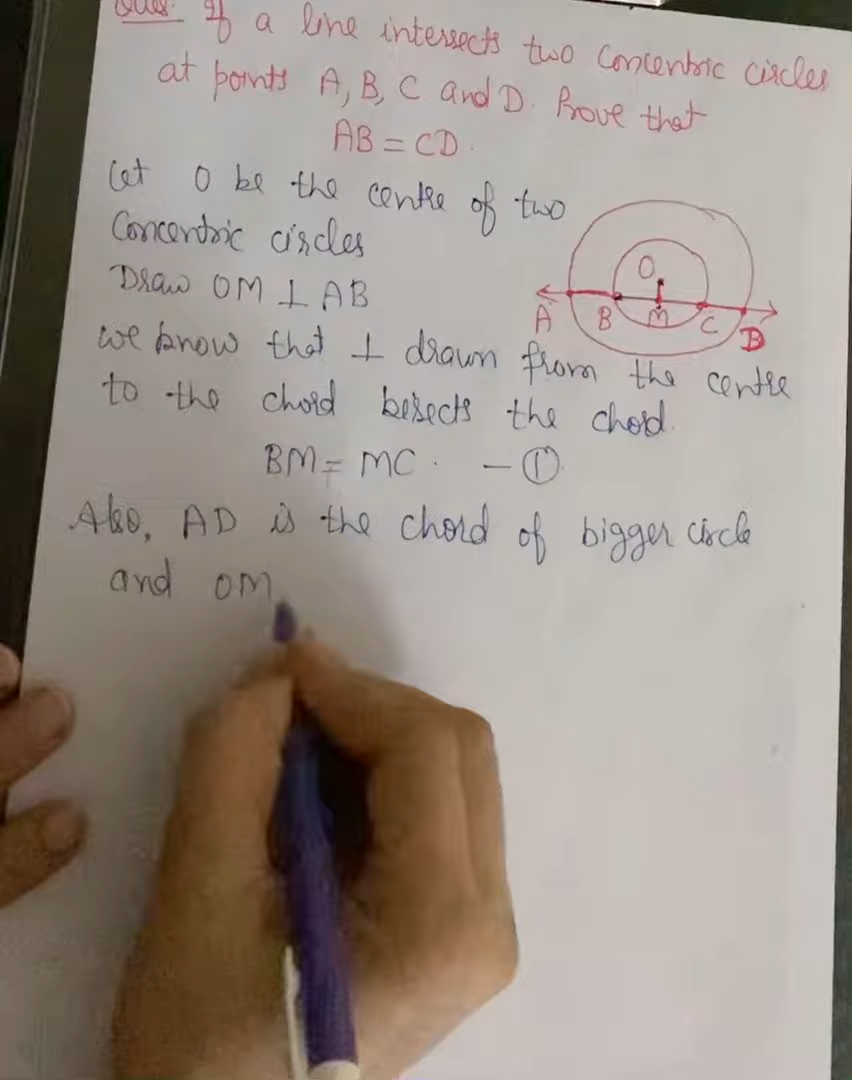 Ques. If a line intersects two concentric circles
at points A, B, C and D. Prove that
AB = CD.
Let O be the centre of two
Concentric circles
Draw OM ⊥ AB
we know that ⊥ drawn from the centre
to the chord besects the chord.
BM = MC. - ①
Also, AD is the chord of bigger circle
and OM
O
A B M C D